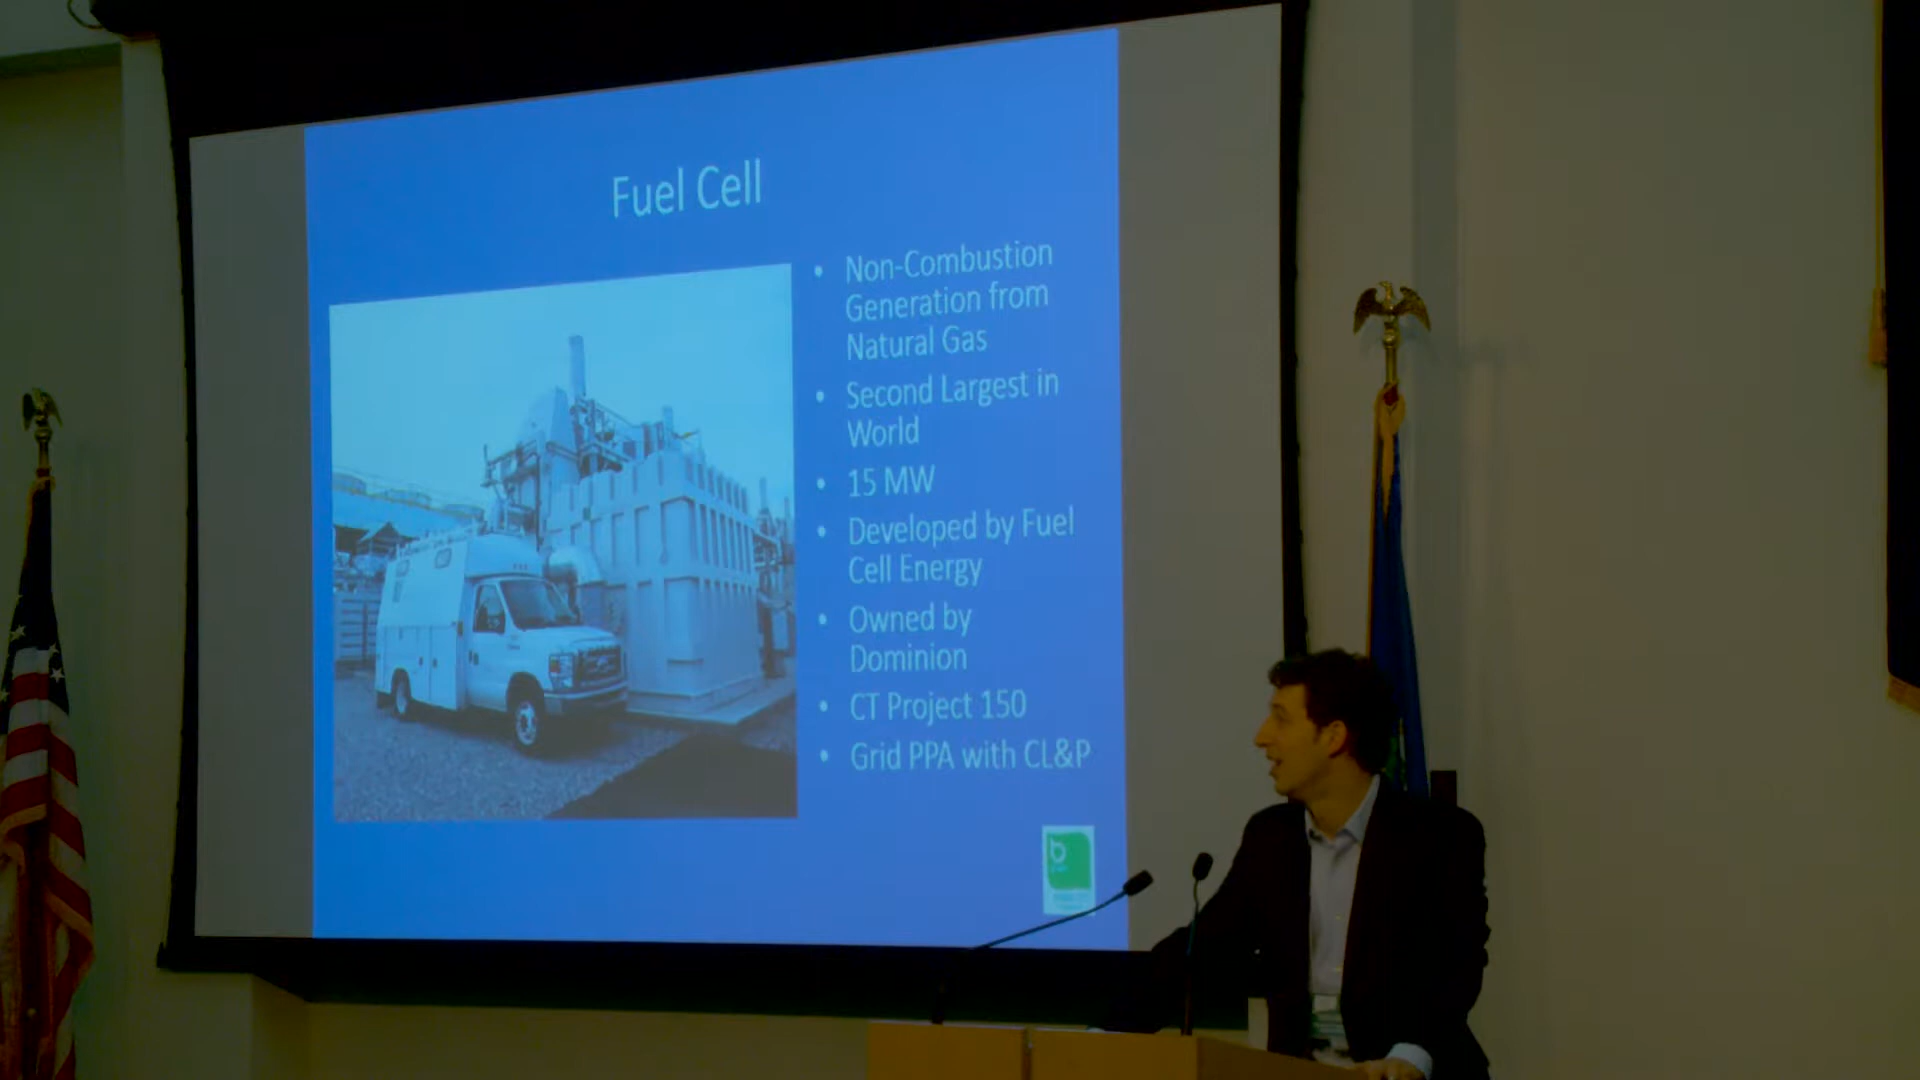 Fuel Cell
• Non-Combustion
Generation from
Natural Gas
• Second Largest in
World
• 15 MW
• Developed by Fuel
Cell Energy
• Owned by
Dominion
• CT Project 150
• Grid PPA with CL&P
b